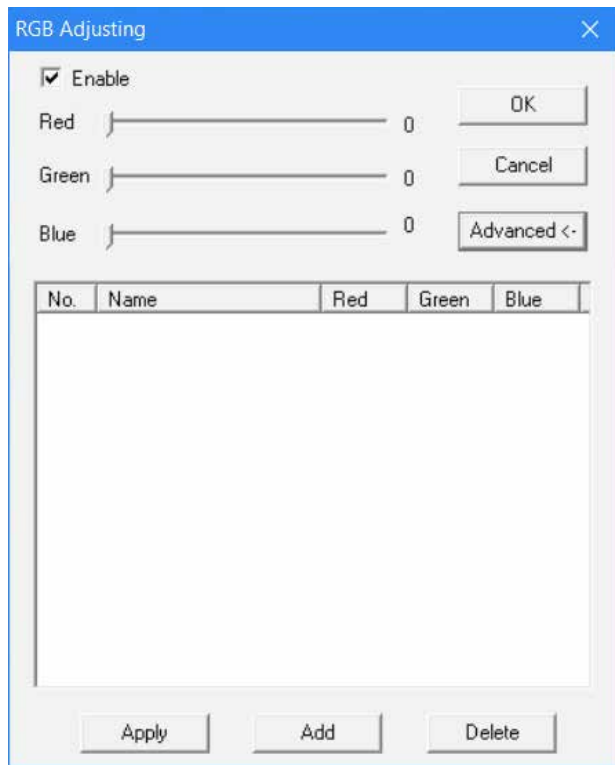 RGB Adjusting
Enable
OK
Red 0
Cancel
Green 0
Advanced <-
Blue 0
No. Name Red Green Blue
Apply Add Delete